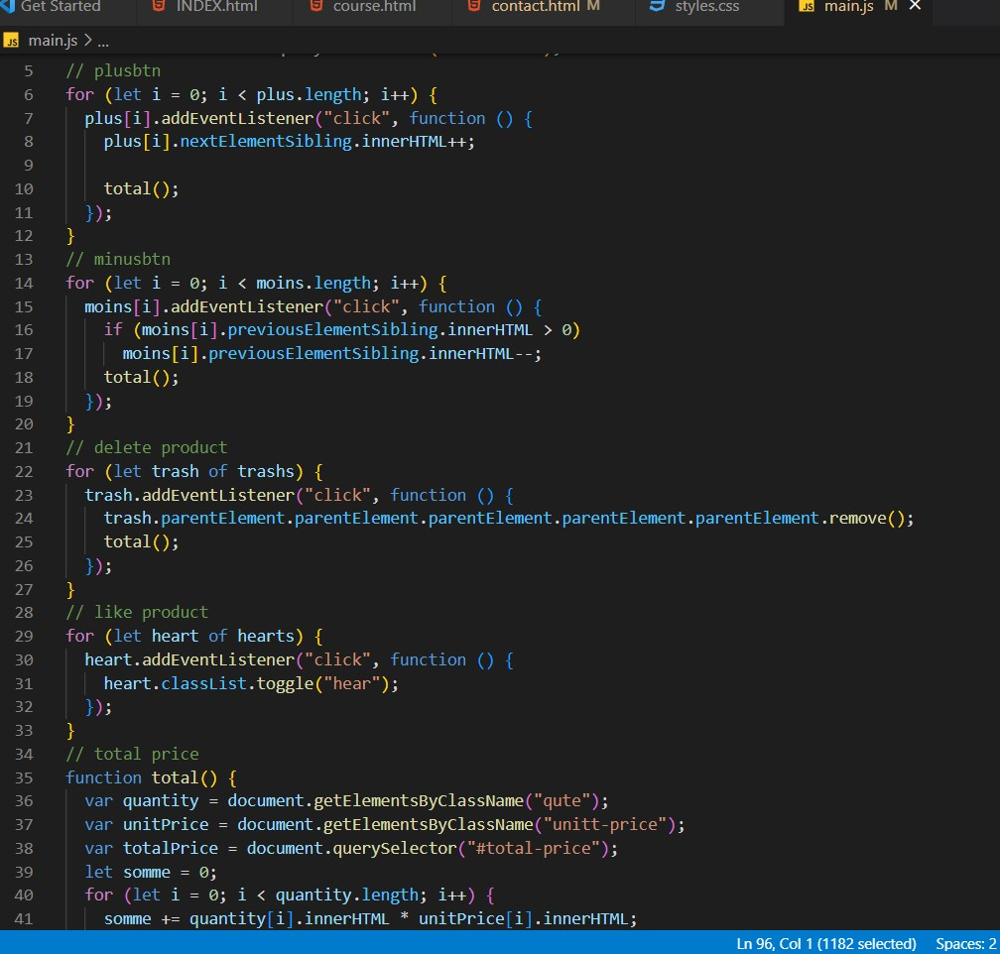 Get Started INDEX.html course.html contact.html M styles.css JS main.js M ×
JS main.js > ...
5 // plusbtn
6 for (let i = 0; i < plus.length; i++) {
7 plus[i].addEventListener("click", function () {
8 plus[i].nextElementSibling.innerHTML++;
9
10 total();
11 });
12 }
13 // minusbtn
14 for (let i = 0; i < moins.length; i++) {
15 moins[i].addEventListener("click", function () {
16 if (moins[i].previousElementSibling.innerHTML > 0)
17 moins[i].previousElementSibling.innerHTML--;
18 total();
19 });
20 }
21 // delete product
22 for (let trash of trashs) {
23 trash.addEventListener("click", function () {
24 trash.parentElement.parentElement.parentElement.parentElement.parentElement.remove();
25 total();
26 });
27 }
28 // like product
29 for (let heart of hearts) {
30 heart.addEventListener("click", function () {
31 heart.classList.toggle("hear");
32 });
33 }
34 // total price
35 function total() {
36 var quantity = document.getElementsByClassName("qute");
37 var unitPrice = document.getElementsByClassName("unitt-price");
38 var totalPrice = document.querySelector("#total-price");
39 let somme = 0;
40 for (let i = 0; i < quantity.length; i++) {
41 somme += quantity[i].innerHTML * unitPrice[i].innerHTML;
Ln 96, Col 1 (1182 selected) Spaces: 2